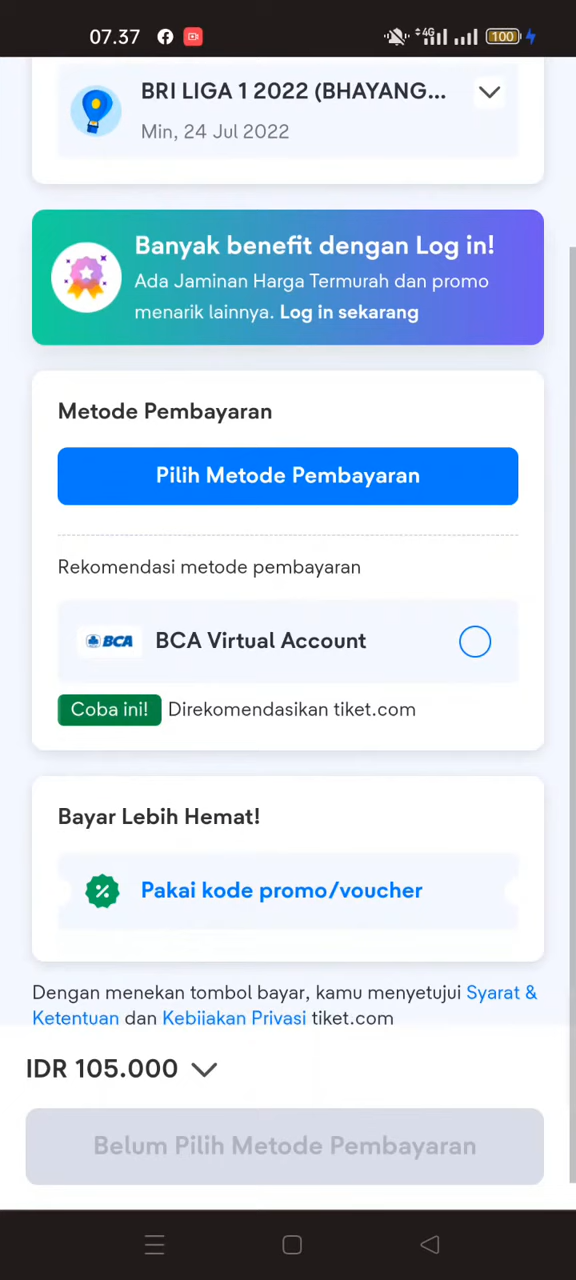 07.37
4G
100
BRI LIGA 1 2022 (BHAYANG...
Min, 24 Jul 2022
Banyak benefit dengan Log in!
Ada Jaminan Harga Termurah dan promo
menarik lainnya. Log in sekarang
Metode Pembayaran
Pilih Metode Pembayaran
Rekomendasi metode pembayaran
BCA BCA Virtual Account
Coba ini! Direkomendasikan tiket.com
Bayar Lebih Hemat!
Pakai kode promo/voucher
Dengan menekan tombol bayar, kamu menyetujui Syarat &
Ketentuan dan Kebijakan Privasi tiket.com
IDR 105.000
Belum Pilih Metode Pembayaran